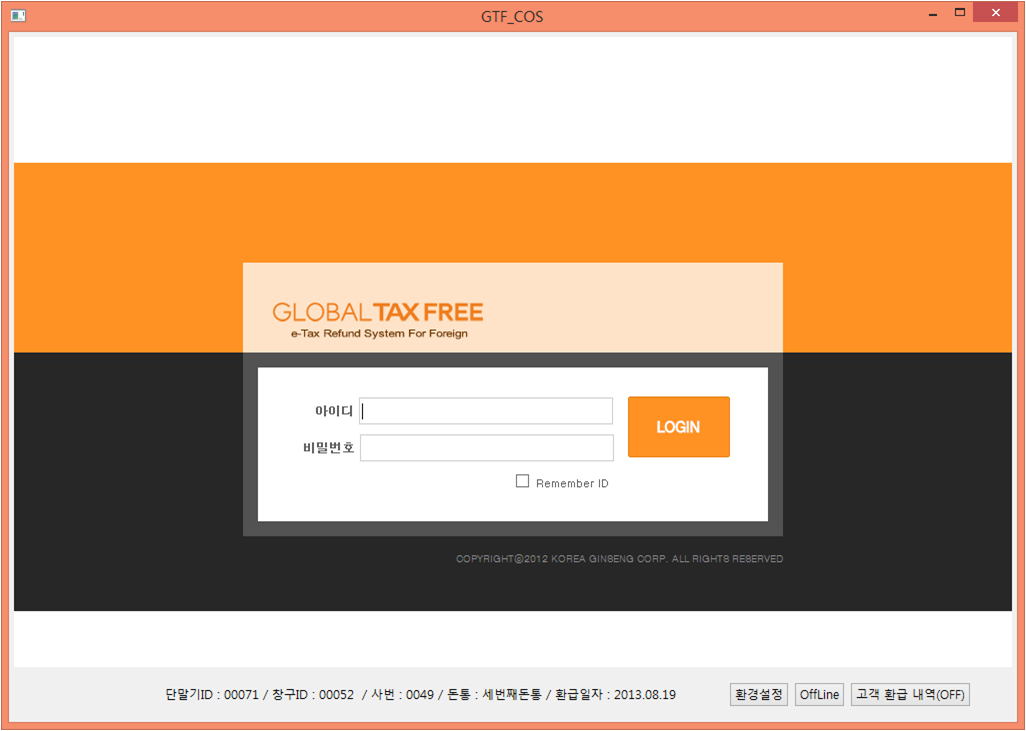 GTF_COS
GLOBAL TAX FREE
e-Tax Refund System For Foreign
아이디
비밀번호
LOGIN
Remember ID
COPYRIGHT@2012 KOREA GINSENG CORP. ALL RIGHTS RESERVED
단말기ID : 00071 / 창구ID : 00052 / 사번 : 0049 / 돈통 : 세번째돈통 / 환급일자 : 2013.08.19 환경설정 OffLine 고객 환급 내역(OFF)